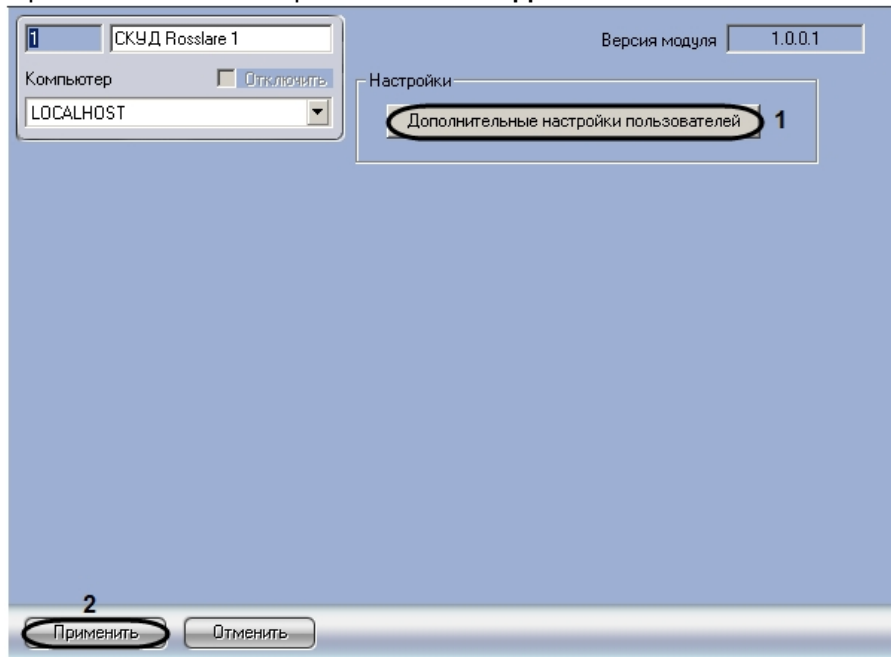 1 СКУД Rosslare 1
Версия модуля 1.0.0.1
Компьютер Отключить
Настройки
LOCALHOST
Дополнительные настройки пользователей 1
2
Применить Отменить